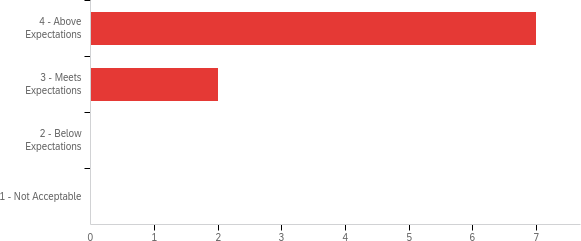 4 - Above
Expectations
3 - Meets
Expectations
2 - Below
Expectations
1 - Not Acceptable
0 1 2 3 4 5 6 7